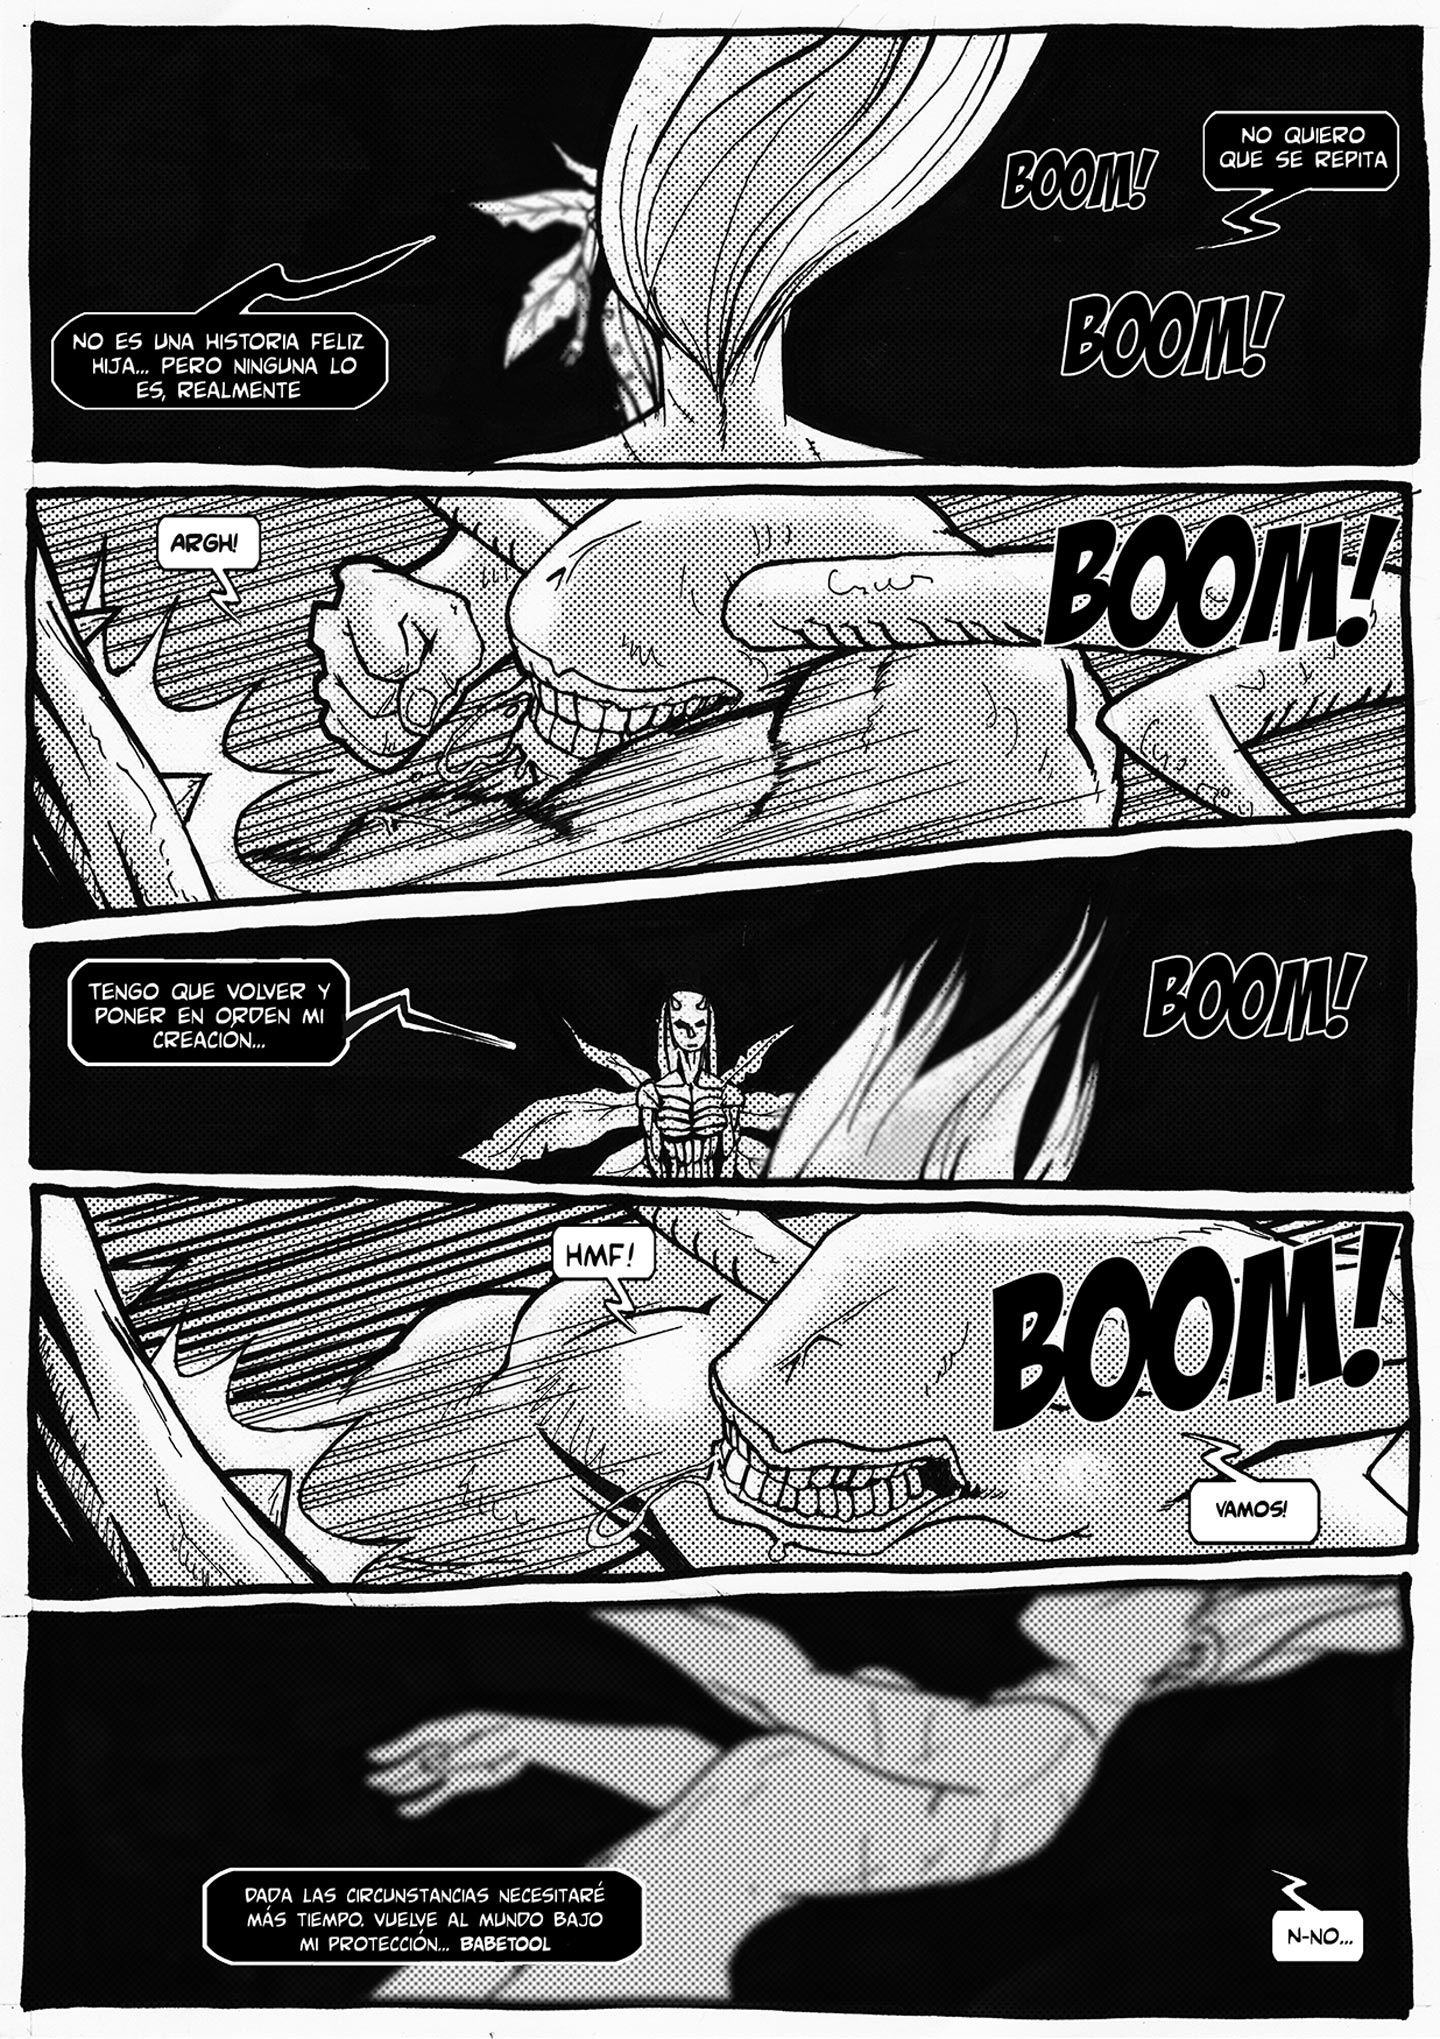 NO QUIERO
QUE SE REPITA
BOOM!
BOOM!
NO ES UNA HISTORIA FELIZ
HIJA... PERO NINGUNA LO
ES, REALMENTE
ARGH!
BOOM!
TENGO QUE VOLVER Y
PONER EN ORDEN MI
CREACIÓN...
BOOM!
HMF!
BOOM!
VAMOS!
DADA LAS CIRCUNSTANCIAS NECESITARÉ
MÁS TIEMPO. VUELVE AL MUNDO BAJO
MI PROTECCIÓN... BABETOOL
N-NO...